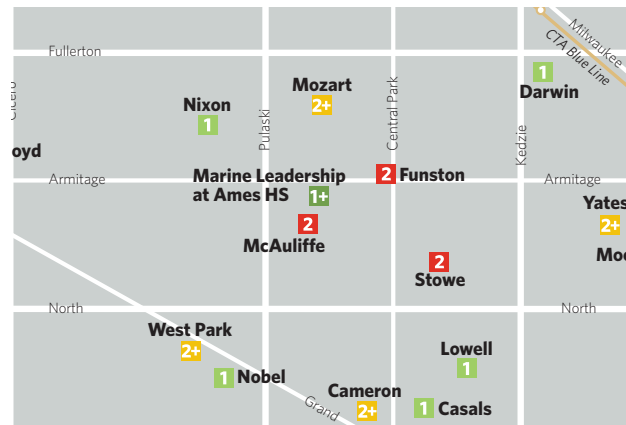 Milwaukee
CTA Blue Line
Fullerton
Cicero
Pulaski
Central Park
Kedzie
1
Darwin
Mozart
2+
Nixon
1
oyd
Armitage
Marine Leadership
at Ames HS
1+
2 Funston
Armitage
Yates
2+
Moo
2
McAuliffe
2
Stowe
North
North
West Park
2+
1 Nobel
Grand
Cameron
2+
Lowell
1
1 Casals